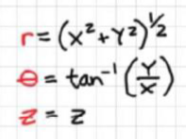 r = (x² + y²)^½
θ = tan⁻¹ (y/x)
z = z